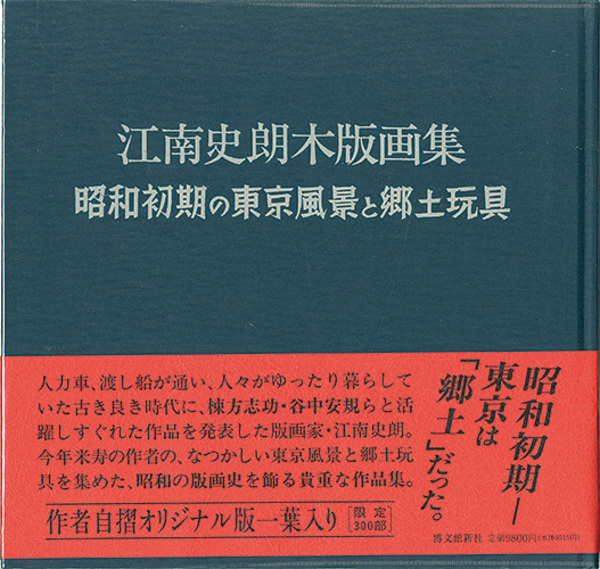 江南史朗木版画集
昭和初期の東京風景と郷土玩具
昭和初期―
東京は
「郷土」だった。
人力車、渡し船が通い、人々がゆったり暮らして
いた古き良き時代に、棟方志功・谷中安規らと活
躍しすぐれた作品を発表した版画家・江南史朗。
今年米寿の作者の、なつかしい東京風景と郷土玩
具を集めた、昭和の版画史を飾る貴重な作品集。
作者自摺オリジナル版一葉入り
限定
300部
博文館新社 定価9800円